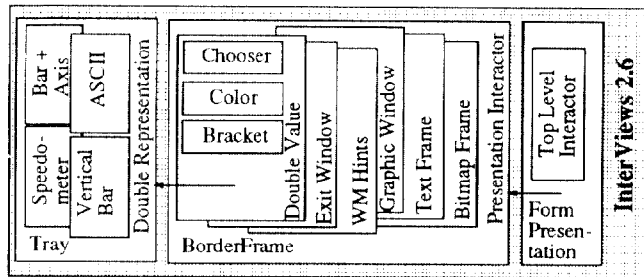 Bar +
Axis
ASCII
Speedo-
meter
Vertical
Bar
Double Representation
Tray
Chooser
Color
Bracket
Double Value
Exit Window
WM Hints
Graphic Window
Text Frame
Bitmap Frame
Presentation Interactor
BorderFrame
Top Level
Interactor
Form
Presen-
tation
InterViews 2.6